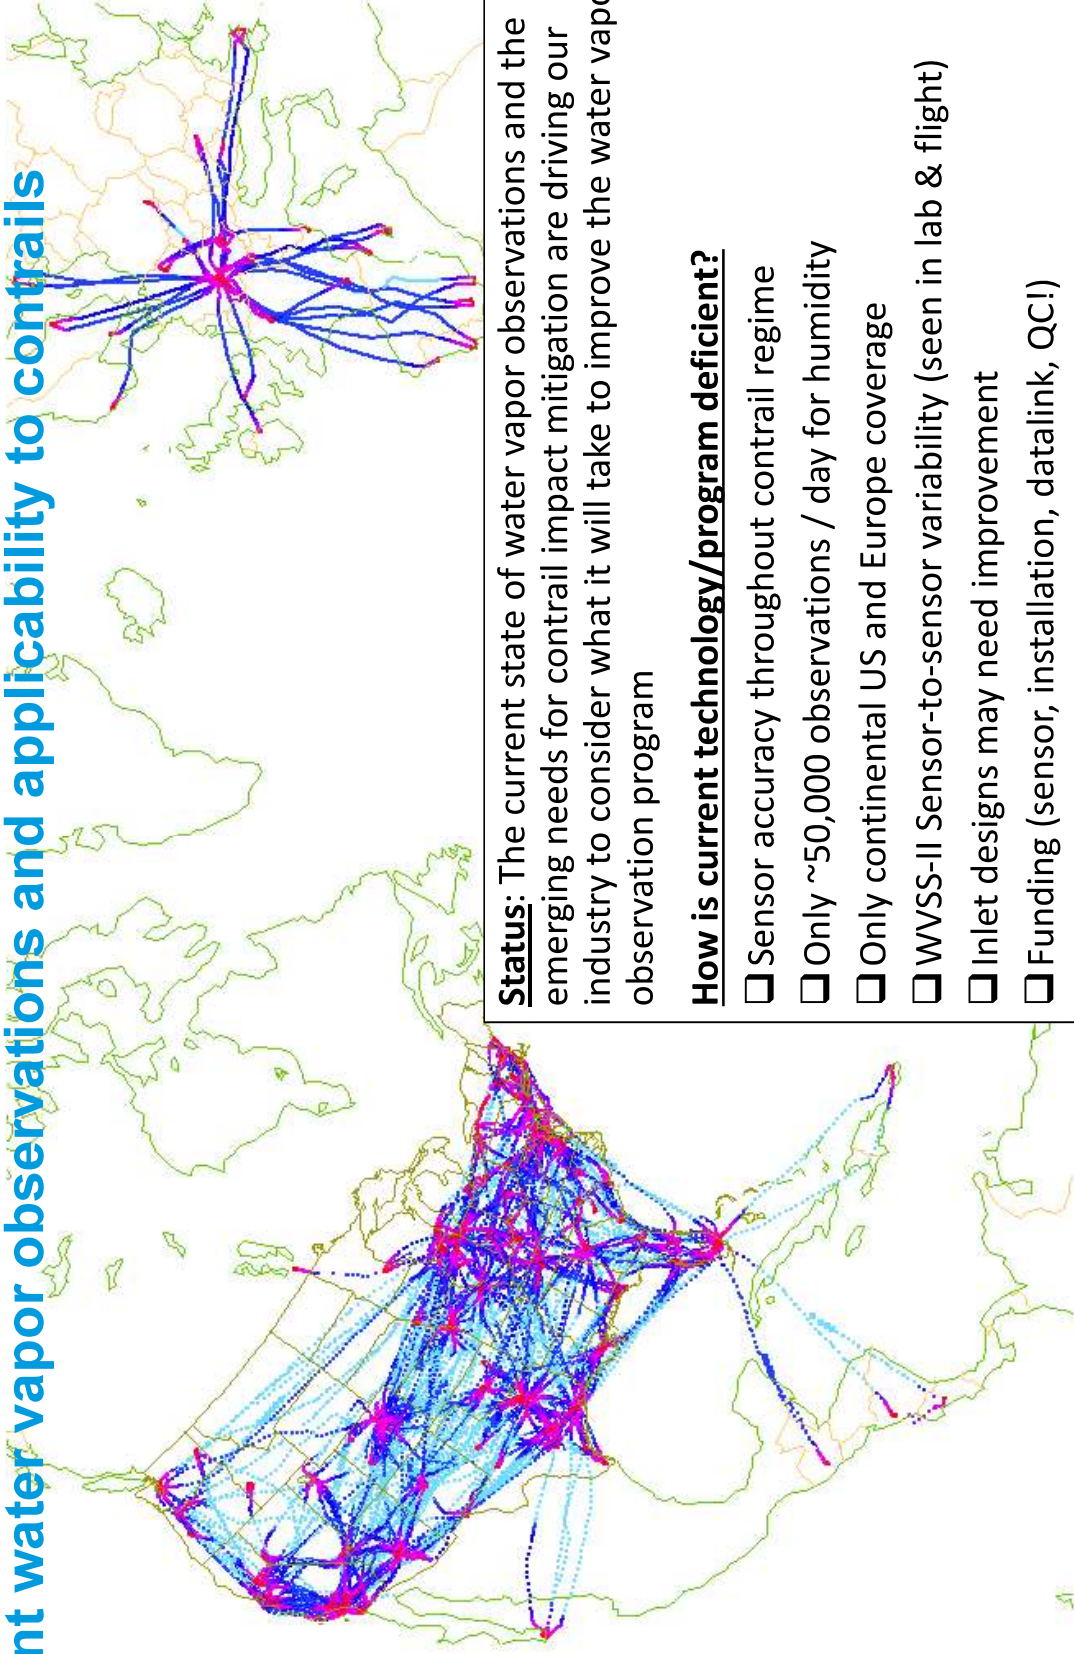 nt water vapor observations and applicability to contrails
Status: The current state of water vapor observations and the
emerging needs for contrail impact mitigation are driving our
industry to consider what it will take to improve the water vapo
observation program
How is current technology/program deficient?
❑ Sensor accuracy throughout contrail regime
❑ Only ~50,000 observations / day for humidity
❑ Only continental US and Europe coverage
❑ WVSS-II Sensor-to-sensor variability (seen in lab & flight)
❑ Inlet designs may need improvement
❑ Funding (sensor, installation, datalink, QC!)